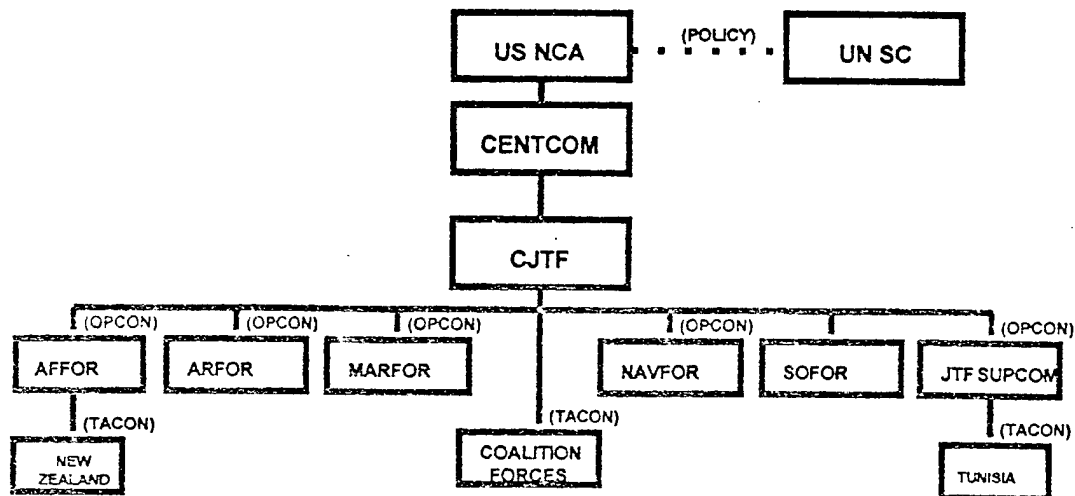 US NCA
(POLICY)
UN SC
CENTCOM
CJTF
(OPCON)
(OPCON)
(OPCON)
(OPCON)
(OPCON)
AFFOR
ARFOR
MARFOR
NAVFOR
SOFOR
JTF SUPCOM
(TACON)
(TACON)
(TACON)
NEW
ZEALAND
COALITION
FORCES
TUNISIA